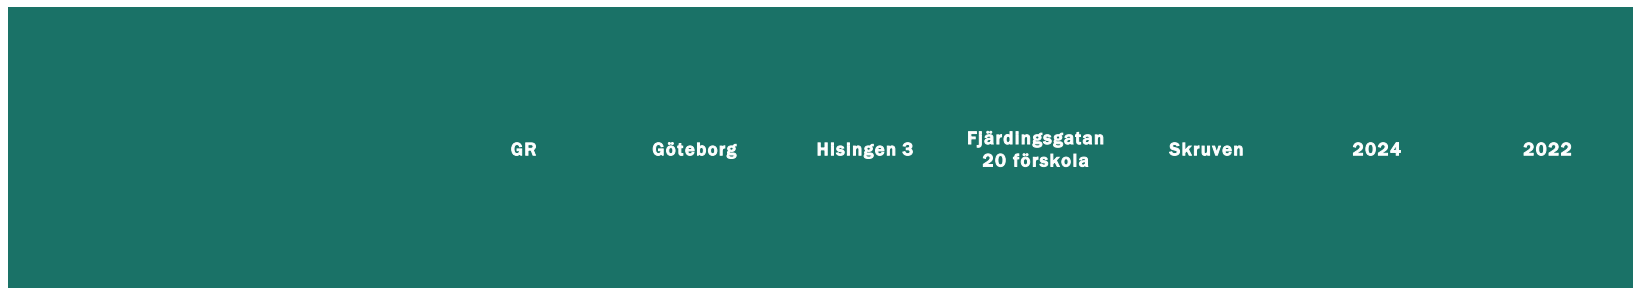 GR
Göteborg
Hisingen 3
Fjärdingsgatan
20 förskola
Skruven
2024
2022